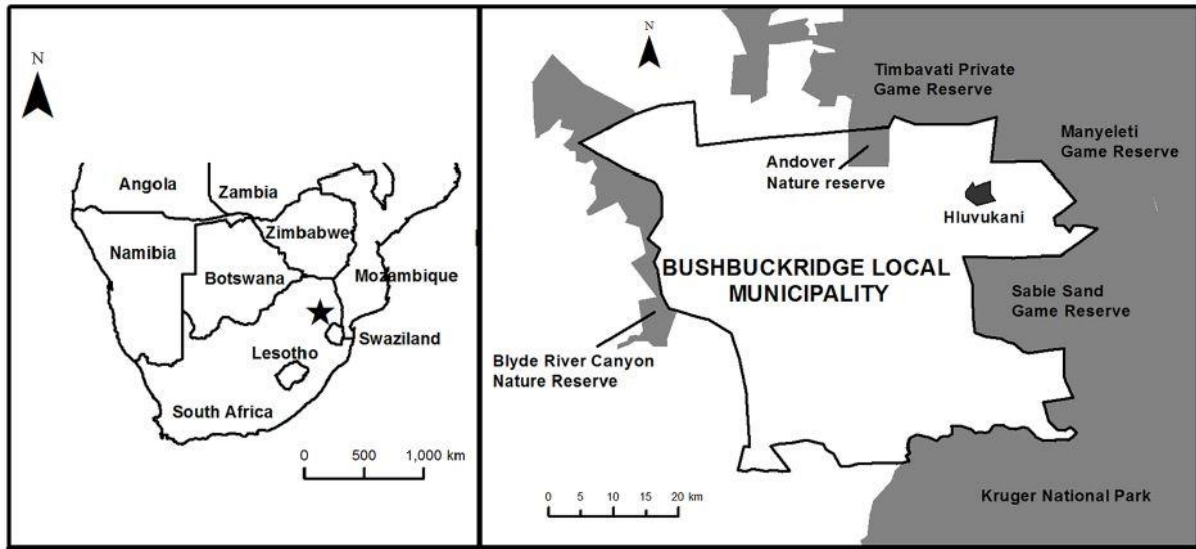 N
Angola
Zambia
Zimbabwe
Namibia
Botswana
Mozambique
Swaziland
Lesotho
South Africa
0 500 1,000 km
N
Timbavati Private
Game Reserve
Manyeleti
Game Reserve
Andover
Nature reserve
Hluvukani
BUSHBUCKRIDGE LOCAL
MUNICIPALITY
Sabie Sand
Game Reserve
Blyde River Canyon
Nature Reserve
0 5 10 15 20 km
Kruger National Park